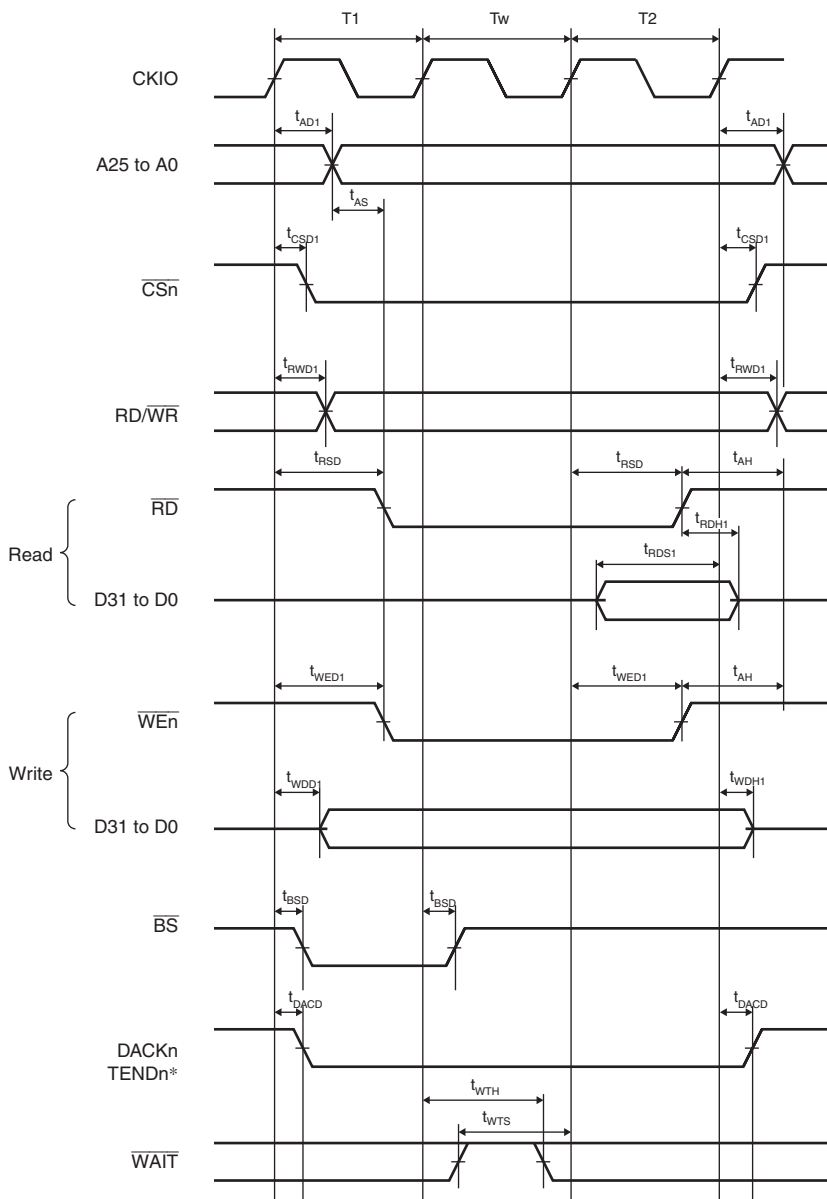 T1 Tw T2
CKIO
tAD1 tAD1
A25 to A0
tAS
tCSD1 tCSD1
CSn
tRWD1 tRWD1
RD/WR
tRSD tRSD tAH
RD
tRDH1
Read
tRDS1
D31 to D0
tWED1 tWED1 tAH
WEn
Write
tWDD1 tWDH1
D31 to D0
tBSD tBSD
BS
tDACD tDACD
DACKn
TENDn*
tWTH
tWTS
WAIT